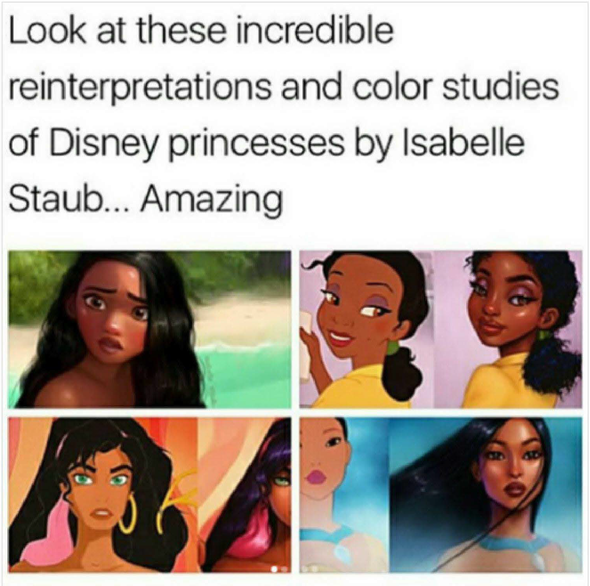 Look at these incredible
reinterpretations and color studies
of Disney princesses by Isabelle
Staub... Amazing